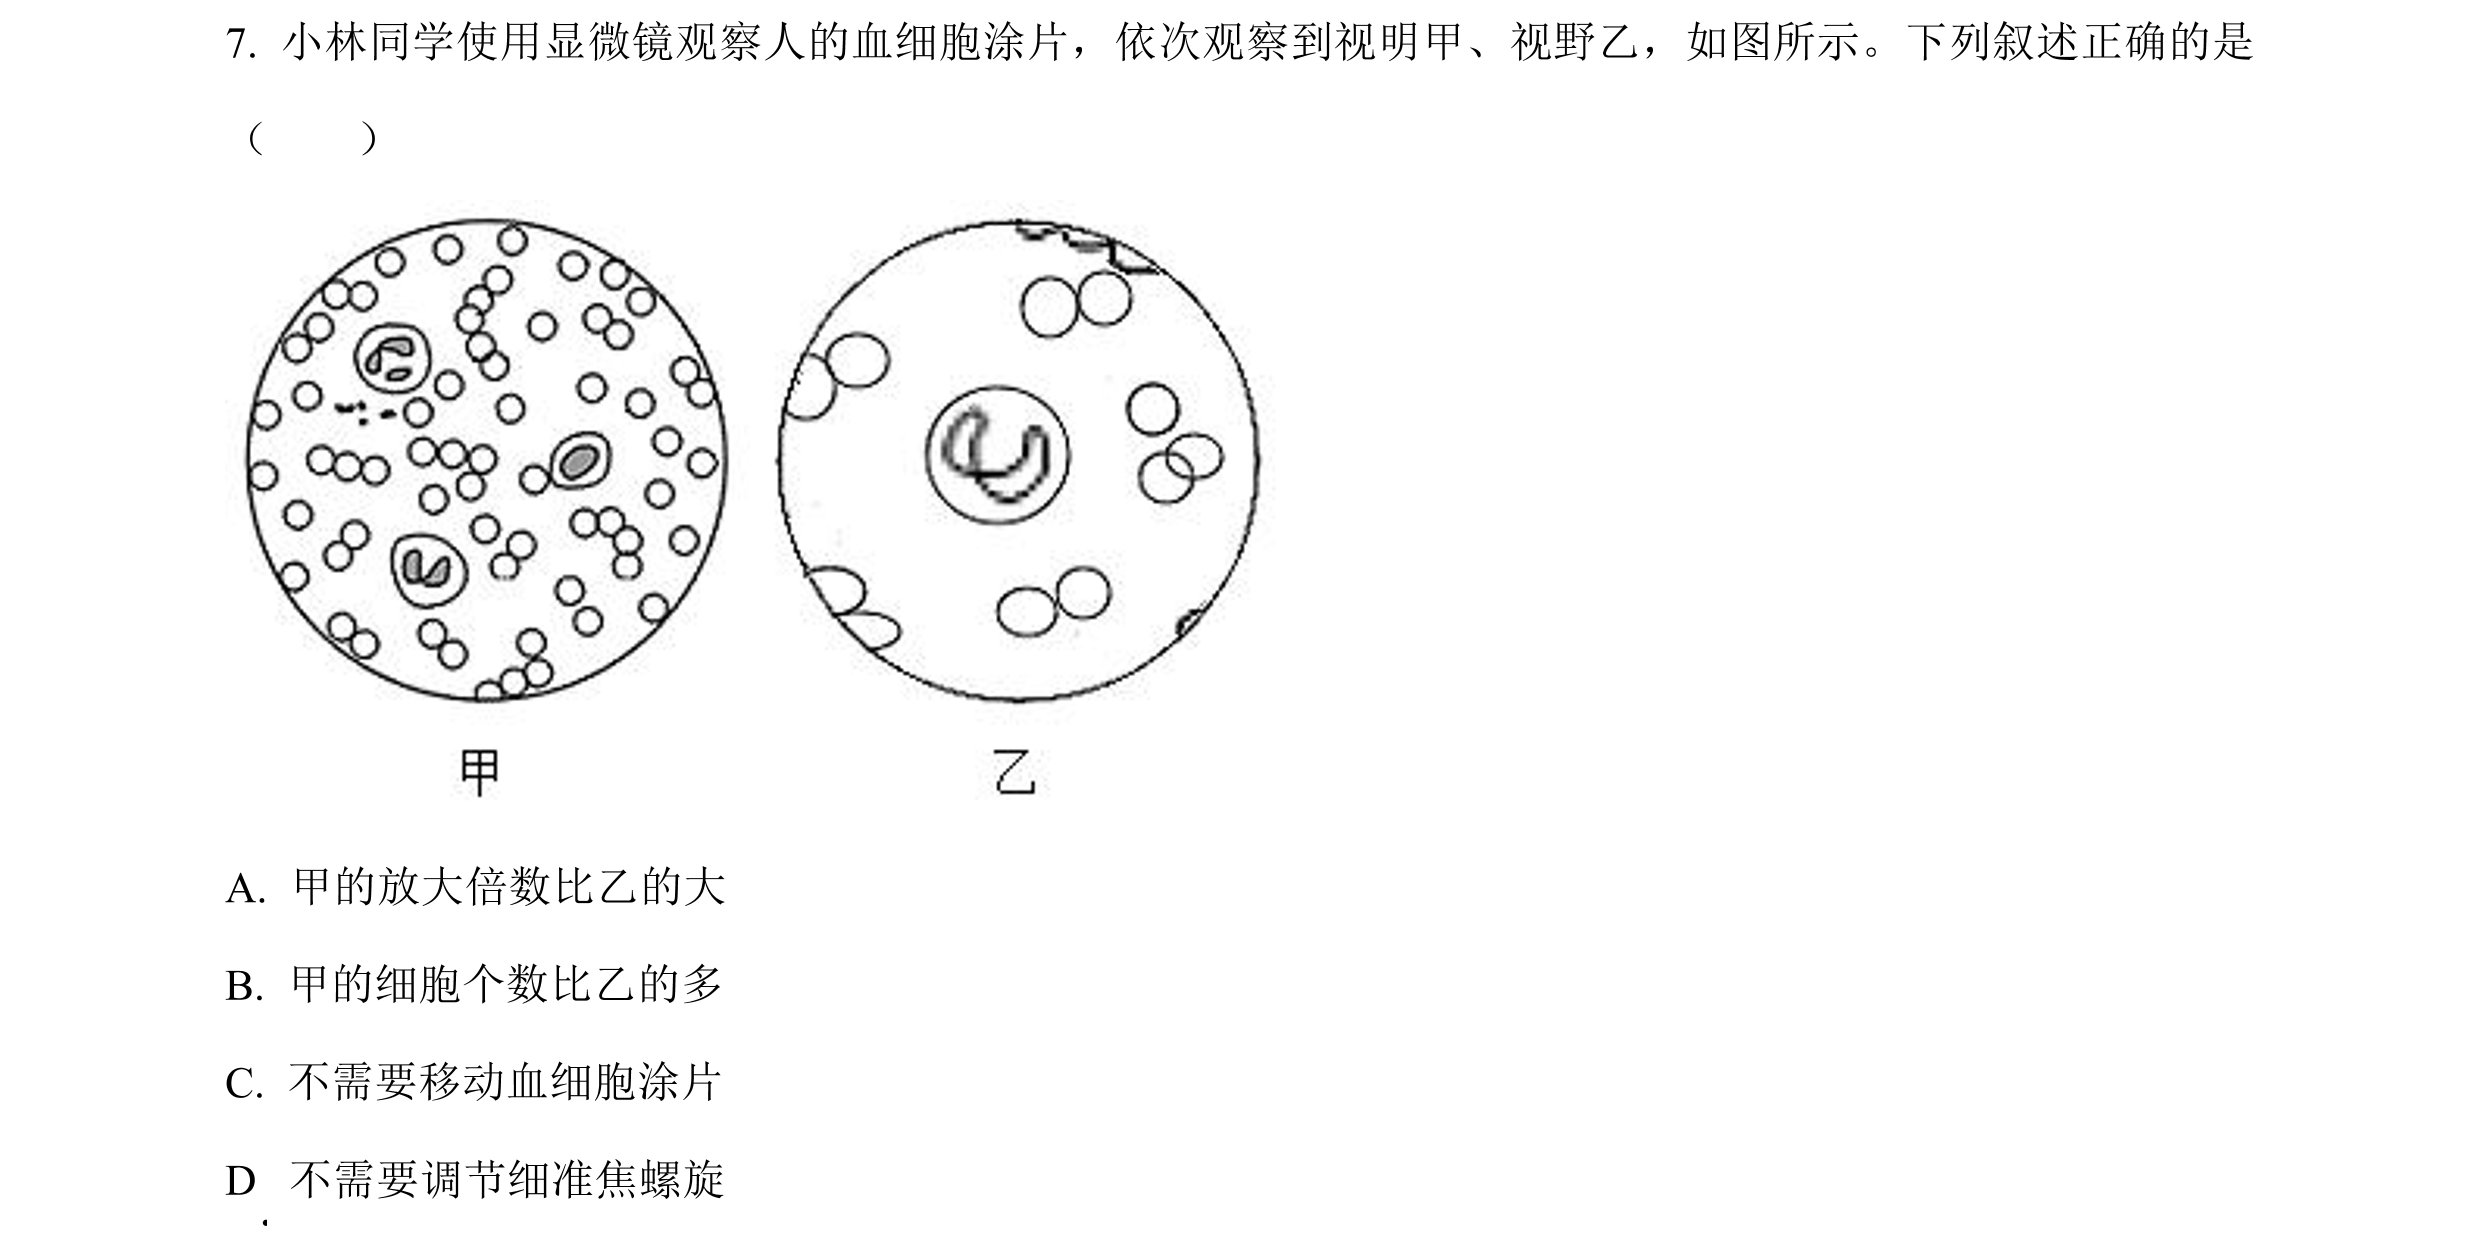 7. 小林同学使用显微镜观察人的血细胞涂片，依次观察到视明甲、视野乙，如图所示。下列叙述正确的是
（　　）
甲 乙
A. 甲的放大倍数比乙的大
B. 甲的细胞个数比乙的多
C. 不需要移动血细胞涂片
D 不需要调节细准焦螺旋
.